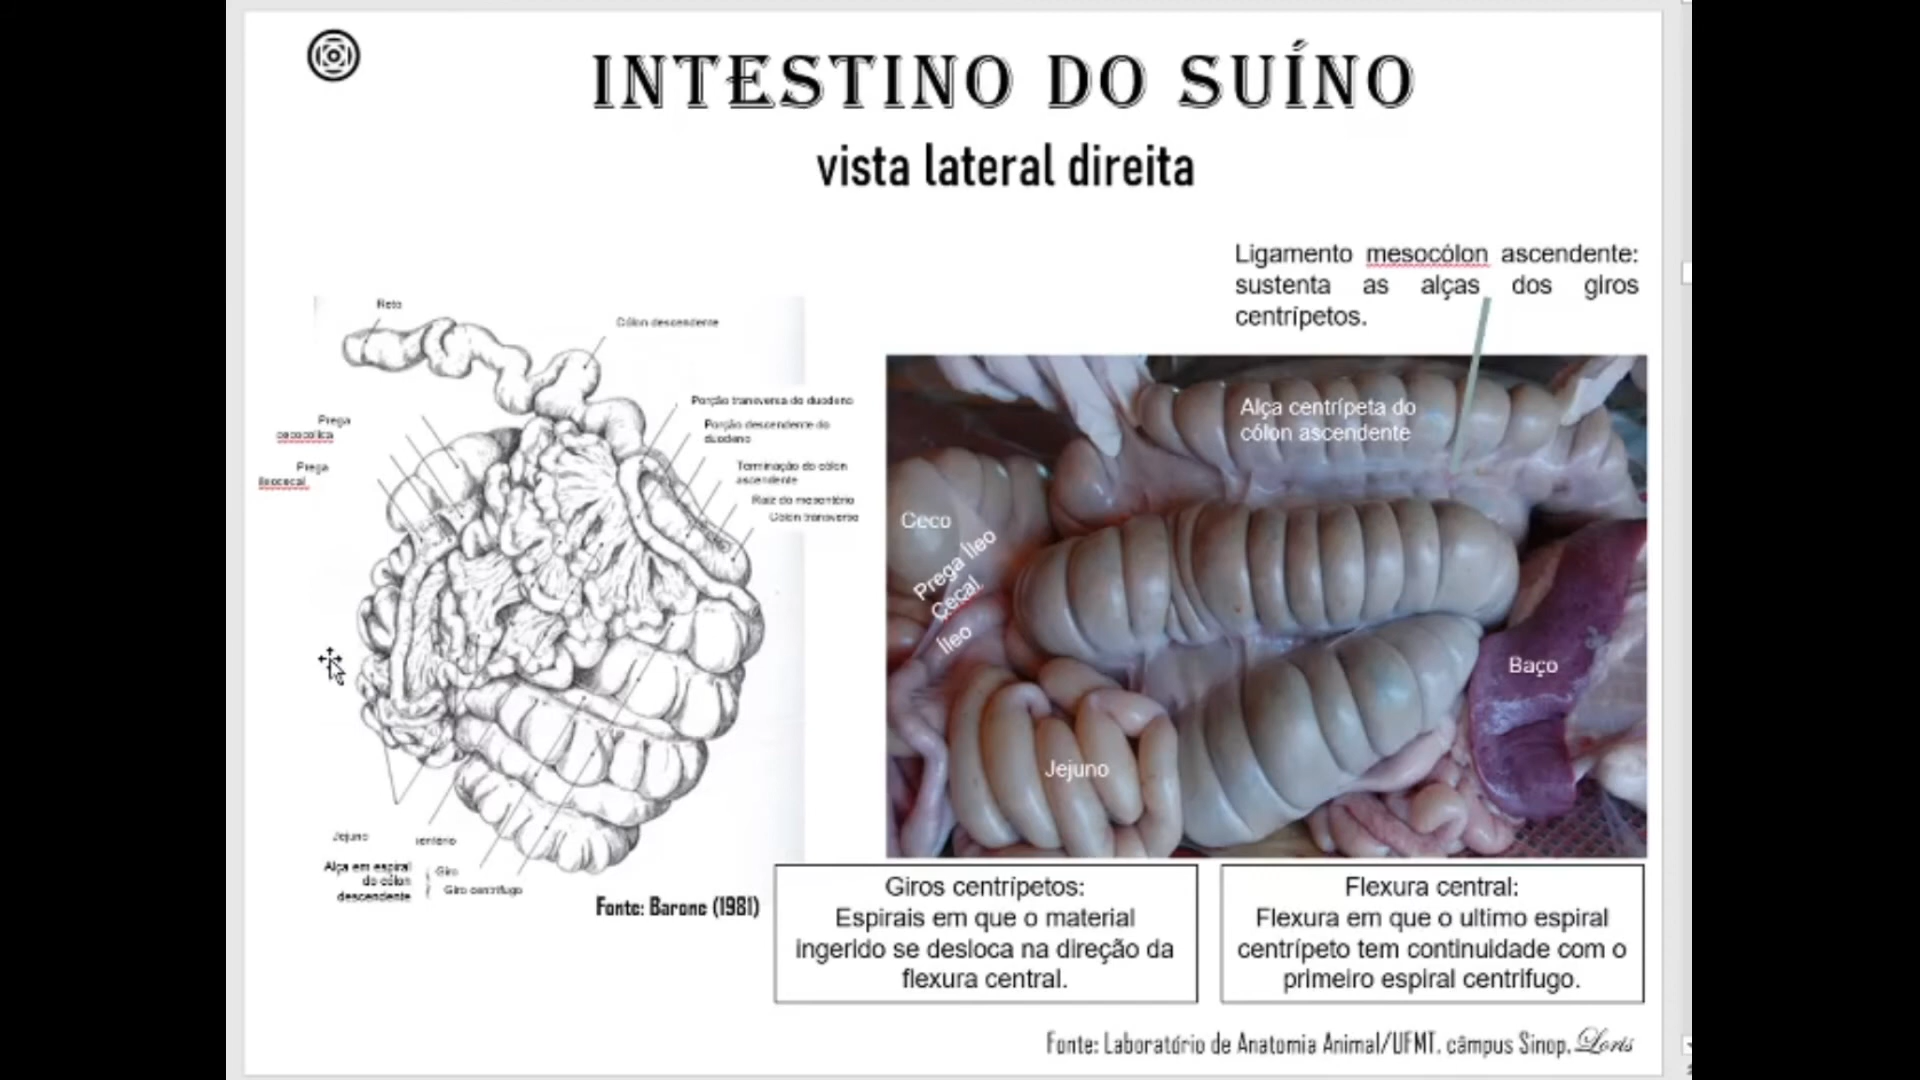 INTESTINO DO SUÍNO
vista lateral direita
Ligamento mesocólon ascendente:
sustenta as alças dos giros
centrípetos.
Reto
Cólon descendente
Porção transversa do duodeno
Porção descendente do
duodeno
Terminação do cólon
ascendente
Raiz do mesentério
Cólon transverso
Prega
cecocólica
Prega
ileocecal
Jejuno
Alça em espiral
do cólon
descendente
Giro
Giro centrifugo
Fonte: Barone (1981)
Alça centrípeta do
cólon ascendente
Ceco
Prega Íleo
Cecal
Íleo
Jejuno
Baço
Giros centrípetos:
Espirais em que o material
ingerido se desloca na direção da
flexura central.
Flexura central:
Flexura em que o ultimo espiral
centrípeto tem continuidade com o
primeiro espiral centrifugo.
Fonte: Laboratório de Anatomia Animal/UFMT. câmpus Sinop. Loris